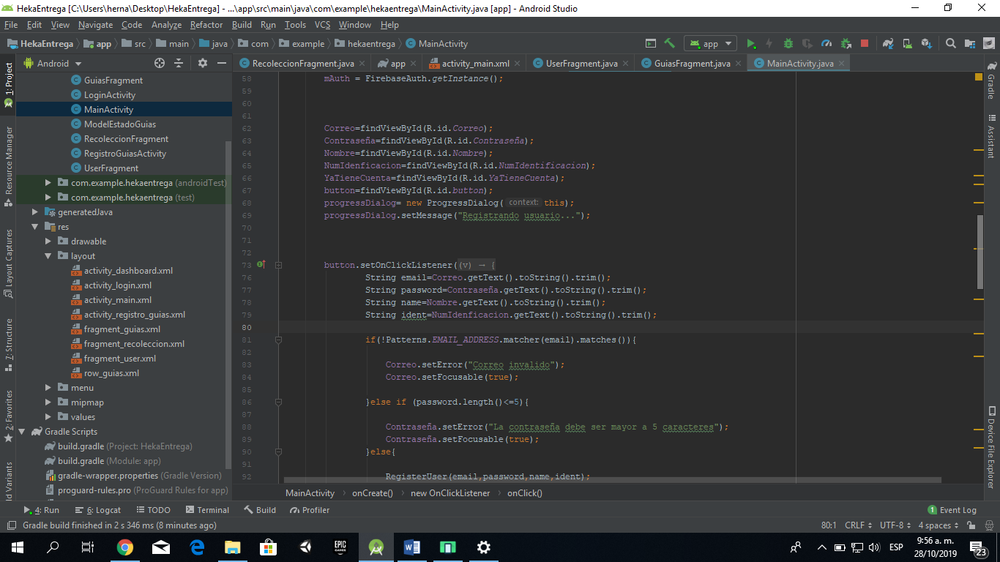 HekaEntrega [C:\Users\herna\Desktop\HekaEntrega] - ...\app\src\main\java\com\example\hekaentrega\MainActivity.java [app] - Android Studio
File Edit View Navigate Code Analyze Refactor Build Run Tools VCS Window Help
HekaEntrega app src main java com example hekaentrega MainActivity app
Android
RecoleccionFragment.java app activity_main.xml UserFragment.java GuiasFragment.java MainActivity.java
1: Project
Resource Manager
Layout Captures
7: Structure
2: Favorites
ld Variants
GuiasFragment
LoginActivity
MainActivity
ModelEstadoGuias
RecoleccionFragment
RegistroGuiasActivity
UserFragment
com.example.hekaentrega (androidTest)
com.example.hekaentrega (test)
generatedJava
res
drawable
layout
activity_dashboard.xml
activity_login.xml
activity_main.xml
activity_registro_guias.xml
fragment_guias.xml
fragment_recoleccion.xml
fragment_user.xml
row_guias.xml
menu
mipmap
values
Gradle Scripts
build.gradle (Project: HekaEntrega)
build.gradle (Module: app)
gradle-wrapper.properties (Gradle Version)
proguard-rules.pro (ProGuard Rules for app)
58 mAuth = FirebaseAuth.getInstance();
59
60
61
62 Correo=findViewById(R.id.Correo);
63 Contraseña=findViewById(R.id.Contraseña);
64 Nombre=findViewById(R.id.Nombre);
65 NumIdenficacion=findViewById(R.id.NumIdentificacion);
66 YaTieneCuenta=findViewById(R.id.YaTieneCuenta);
67 button=findViewById(R.id.button);
68 progressDialog= new ProgressDialog( context: this);
69 progressDialog.setMessage("Registrando usuario...");
70
71
72
73 button.setOnClickListener((v) → {
76 String email=Correo.getText().toString().trim();
77 String password=Contraseña.getText().toString().trim();
78 String name=Nombre.getText().toString().trim();
79 String ident=NumIdenficacion.getText().toString().trim();
80
81 if(!Patterns.EMAIL_ADDRESS.matcher(email).matches()){
82
83 Correo.setError("Correo invalido");
84 Correo.setFocusable(true);
85
86 }else if (password.length()<=5){
87
88 Contraseña.setError("La contraseña debe ser mayor a 5 caracteres");
89 Contraseña.setFocusable(true);
90 }else{
91
92 RegisterUser(email,password,name,ident);
MainActivity onCreate() new OnClickListener onClick()
Gradle
Assistant
Device File Explorer
4: Run 6: Logcat TODO Terminal Build Profiler 1 Event Log
Gradle build finished in 2 s 346 ms (8 minutes ago) 80:1 CRLF UTF-8 4 spaces
EPIC GAMES
W
ESP
9:56 a. m.
28/10/2019
23